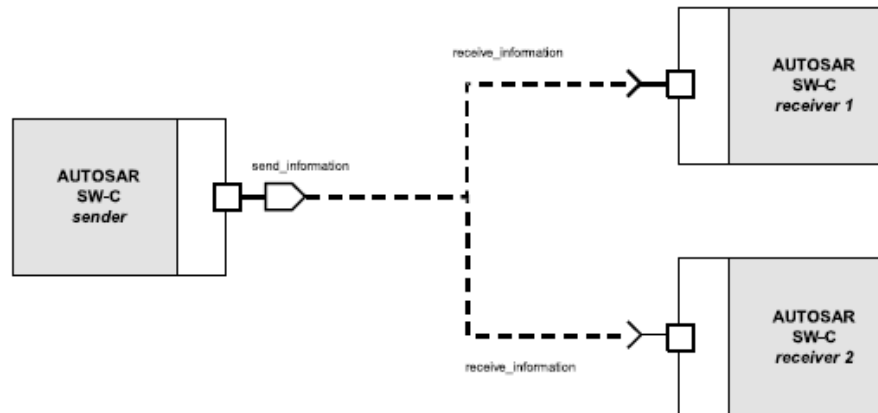 receive_information
AUTOSAR
SW-C
receiver 1
send_information
AUTOSAR
SW-C
sender
AUTOSAR
SW-C
receiver 2
receive_information